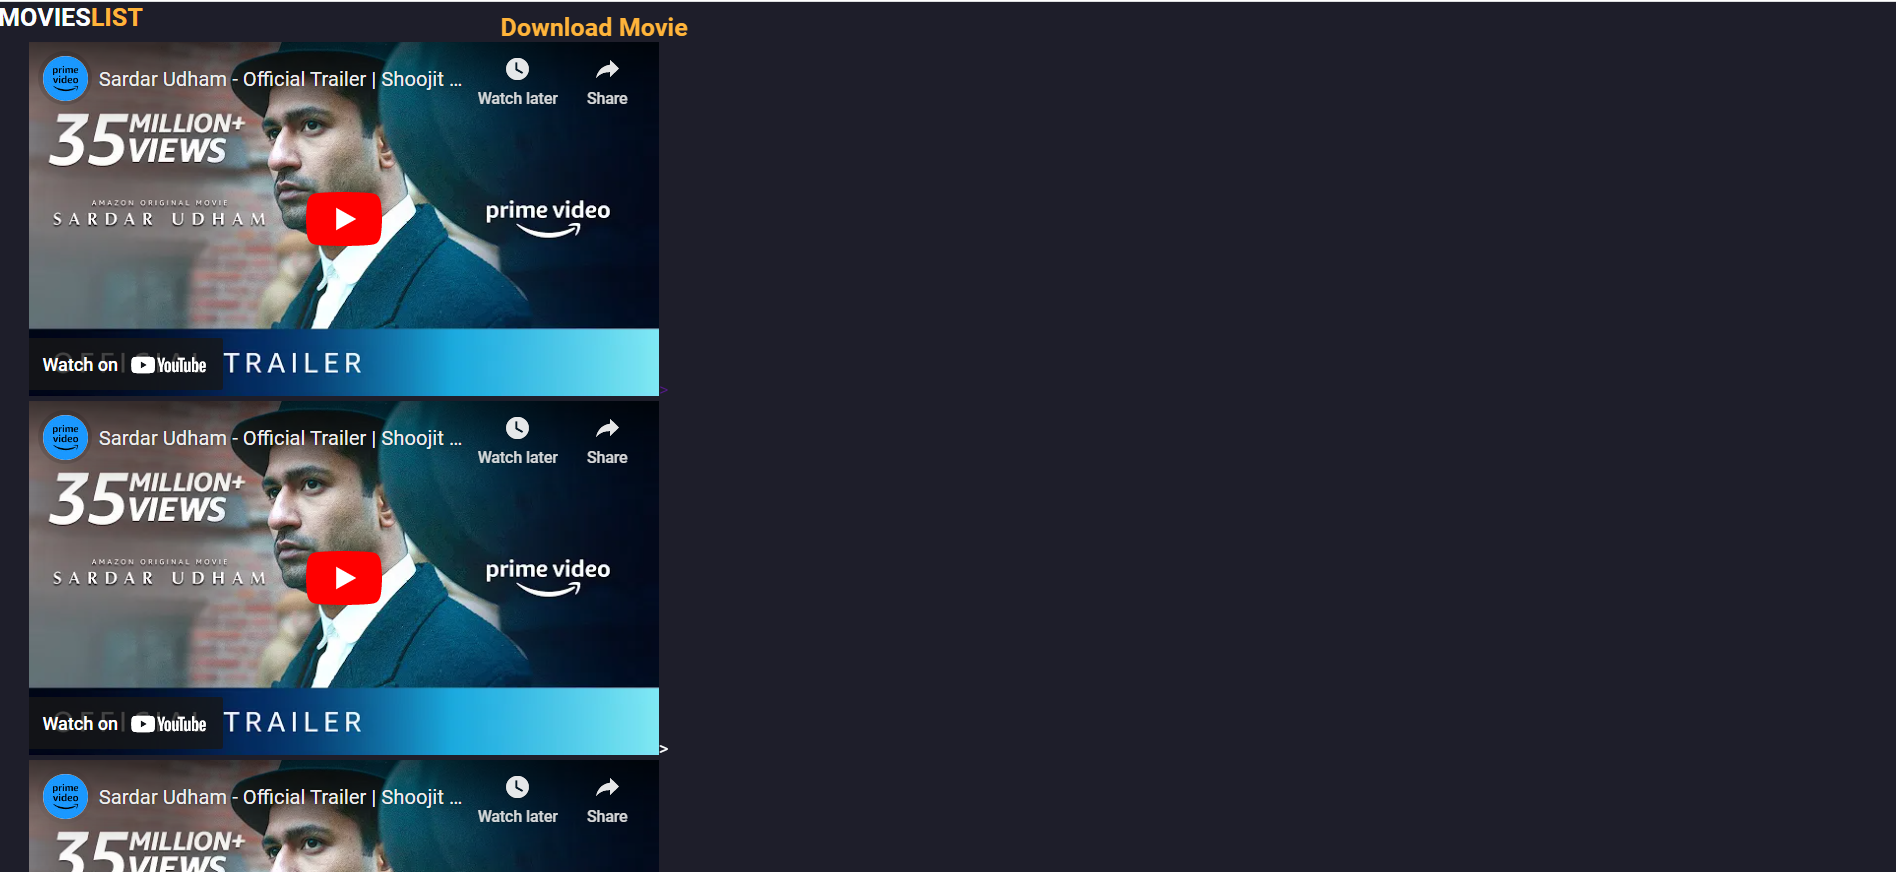 MOVIESLIST
Download Movie
prime video
Sardar Udham - Official Trailer | Shoojit ...
Watch later
Share
35 MILLION+ VIEWS
AMAZON ORIGINAL MOVIE
SARDAR UDHAM
prime video
OFFICIAL TRAILER
Watch on YouTube
>
prime video
Sardar Udham - Official Trailer | Shoojit ...
Watch later
Share
35 MILLION+ VIEWS
AMAZON ORIGINAL MOVIE
SARDAR UDHAM
prime video
OFFICIAL TRAILER
Watch on YouTube
>
prime video
Sardar Udham - Official Trailer | Shoojit ...
Watch later
Share
35 MILLION+ VIEWS